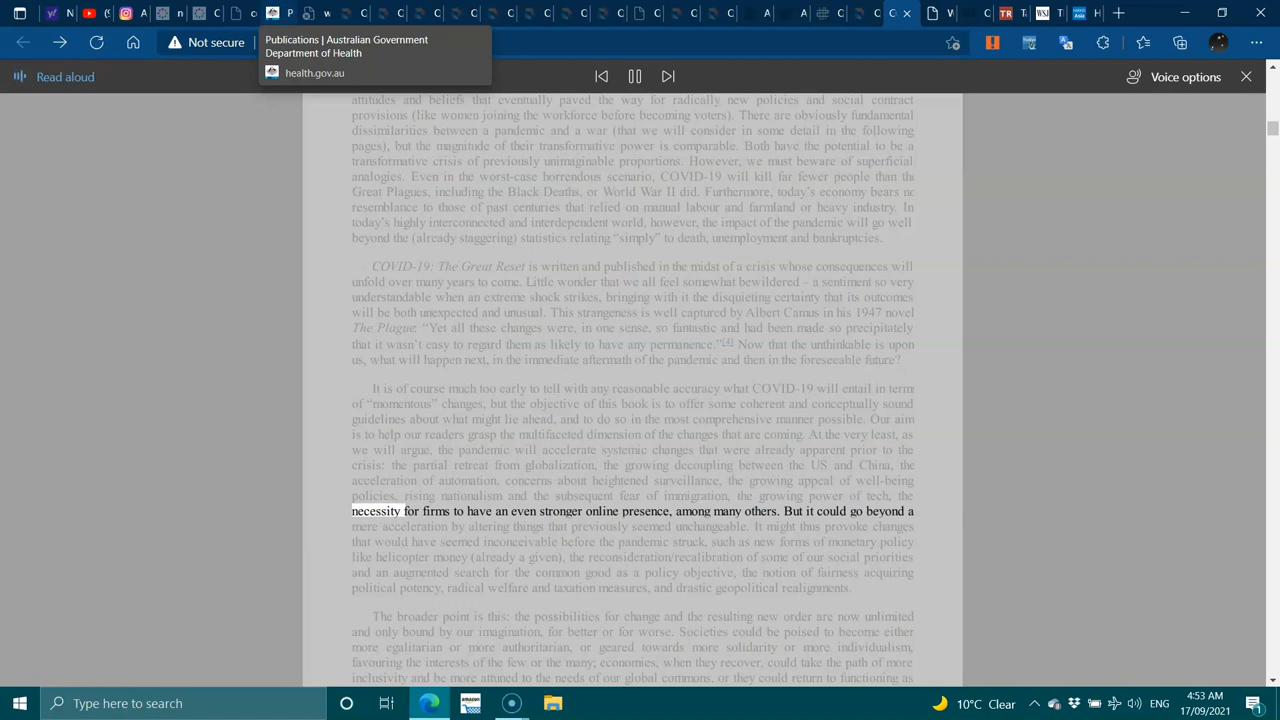 P
w
C
C
C
C
C
C
C
C
C
C
C
A
A
C
C
W
C
TR
T
WSJ
H
Not secure
Publications | Australian Government
Department of Health
health.gov.au
Read aloud
Voice options
attitudes and beliefs that eventually paved the way for radically new policies and social contract
provisions (like women joining the workforce before becoming voters). There are obviously fundamental
dissimilarities between a pandemic and a war (that we will consider in some detail in the following
pages), but the magnitude of their transformative power is comparable. Both have the potential to be a
transformative crisis of previously unimaginable proportions. However, we must beware of superficial
analogies. Even in the worst-case horrendous scenario, COVID-19 will kill far fewer people than the
Great Plagues, including the Black Deaths, or World War II did. Furthermore, today's economy bears no
resemblance to those of past centuries that relied on manual labour and farmland or heavy industry. In
today's highly interconnected and interdependent world, however, the impact of the pandemic will go well
beyond the (already staggering) statistics relating “simply” to death, unemployment and bankruptcies.
COVID-19: The Great Reset is written and published in the midst of a crisis whose consequences will
unfold over many years to come. Little wonder that we all feel somewhat bewildered – a sentiment so very
understandable when an extreme shock strikes, bringing with it the disquieting certainty that its outcomes
will be both unexpected and unusual. This strangeness is well captured by Albert Camus in his 1947 novel
The Plague: “Yet all these changes were, in one sense, so fantastic and had been made so precipitately
that it wasn't easy to regard them as likely to have any permanence.”[4] Now that the unthinkable is upon
us, what will happen next, in the immediate aftermath of the pandemic and then in the foreseeable future?
It is of course much too early to tell with any reasonable accuracy what COVID-19 will entail in terms
of “momentous” changes, but the objective of this book is to offer some coherent and conceptually sound
guidelines about what might lie ahead, and to do so in the most comprehensive manner possible. Our aim
is to help our readers grasp the multifaceted dimension of the changes that are coming. At the very least, as
we will argue, the pandemic will accelerate systemic changes that were already apparent prior to the
crisis: the partial retreat from globalization, the growing decoupling between the US and China, the
acceleration of automation, concerns about heightened surveillance, the growing appeal of well-being
policies, rising nationalism and the subsequent fear of immigration, the growing power of tech, the
necessity for firms to have an even stronger online presence, among many others. But it could go beyond a
mere acceleration by altering things that previously seemed unchangeable. It might thus provoke changes
that would have seemed inconceivable before the pandemic struck, such as new forms of monetary policy
like helicopter money (already a given), the reconsideration/recalibration of some of our social priorities
and an augmented search for the common good as a policy objective, the notion of fairness acquiring
political potency, radical welfare and taxation measures, and drastic geopolitical realignments.
The broader point is this: the possibilities for change and the resulting new order are now unlimited
and only bound by our imagination, for better or for worse. Societies could be poised to become either
more egalitarian or more authoritarian, or geared towards more solidarity or more individualism,
favouring the interests of the few or the many; economies, when they recover, could take the path of more
inclusivity and be more attuned to the needs of our global commons, or they could return to functioning as
Type here to search
amazon
10°C Clear
4:53 AM
17/09/2021